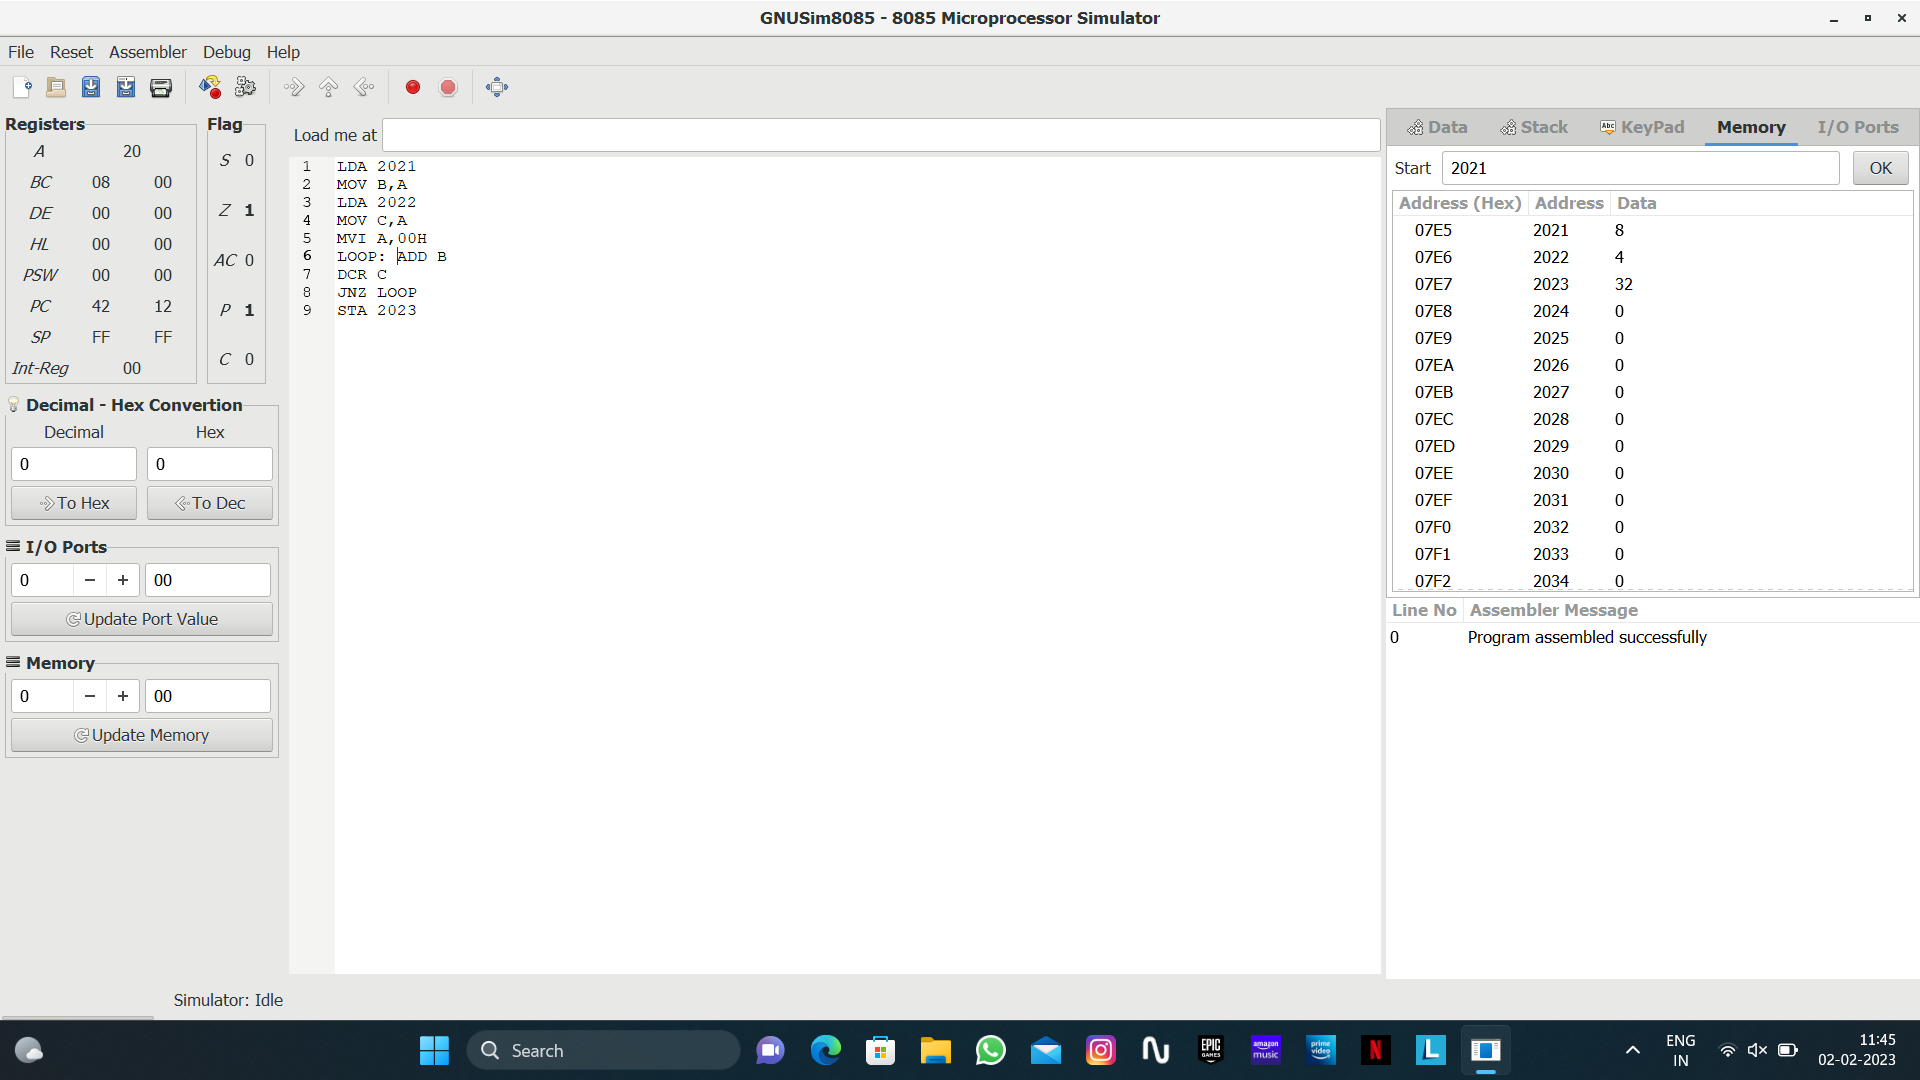 GNUSim8085 - 8085 Microprocessor Simulator
File Reset Assembler Debug Help
Registers
A 20
BC 08 00
DE 00 00
HL 00 00
PSW 00 00
PC 42 12
SP FF FF
Int-Reg 00
Flag
S 0
Z 1
AC 0
P 1
C 0
Decimal - Hex Convertion
Decimal Hex
0 0
To Hex To Dec
I/O Ports
0 − + 00
Update Port Value
Memory
0 − + 00
Update Memory
Load me at
1 LDA 2021
2 MOV B,A
3 LDA 2022
4 MOV C,A
5 MVI A,00H
6 LOOP: ADD B
7 DCR C
8 JNZ LOOP
9 STA 2023
Data Stack Abc KeyPad Memory I/O Ports
Start 2021 OK
Address (Hex) Address Data
07E5 2021 8
07E6 2022 4
07E7 2023 32
07E8 2024 0
07E9 2025 0
07EA 2026 0
07EB 2027 0
07EC 2028 0
07ED 2029 0
07EE 2030 0
07EF 2031 0
07F0 2032 0
07F1 2033 0
07F2 2034 0
Line No Assembler Message
0 Program assembled successfully
Simulator: Idle
Search
EPIC
GAMES
amazon
music
prime
video
N
L
ENG
IN
11:45
02-02-2023